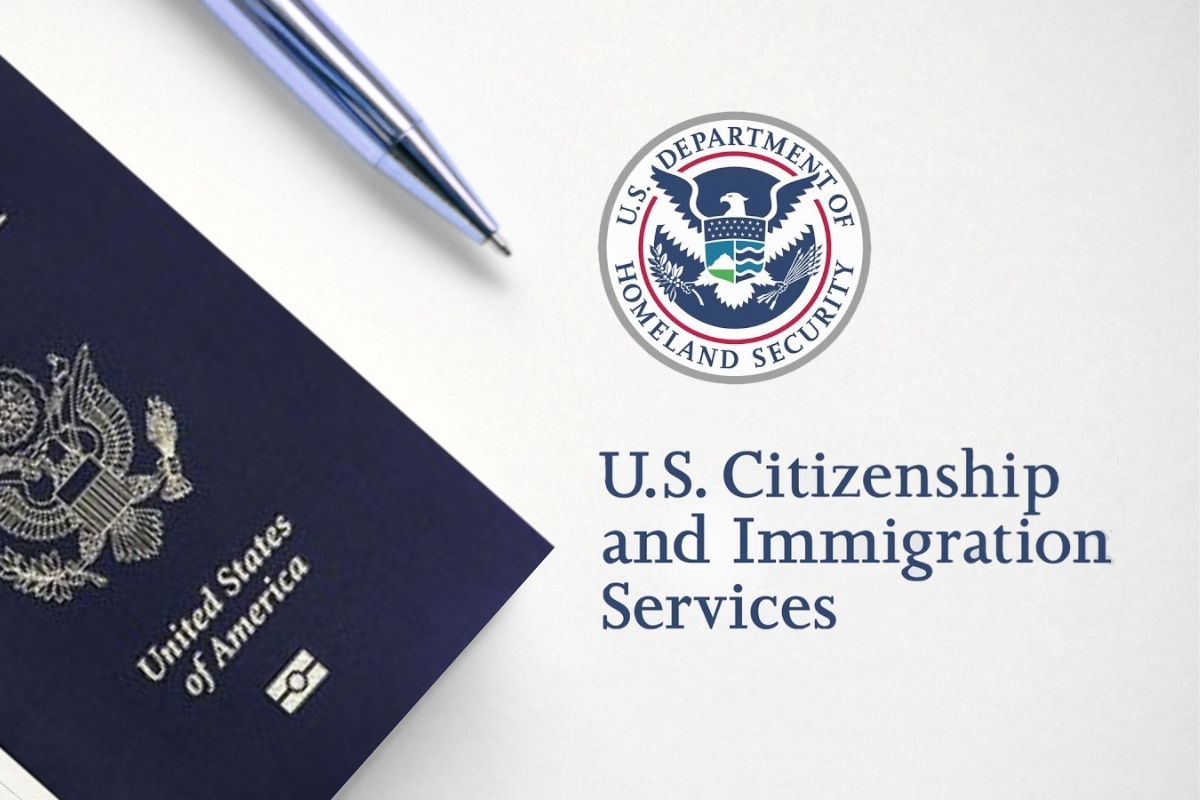 U.S. DEPARTMENT OF
HOMELAND SECURITY
U.S. Citizenship
and Immigration
Services
United States
of America